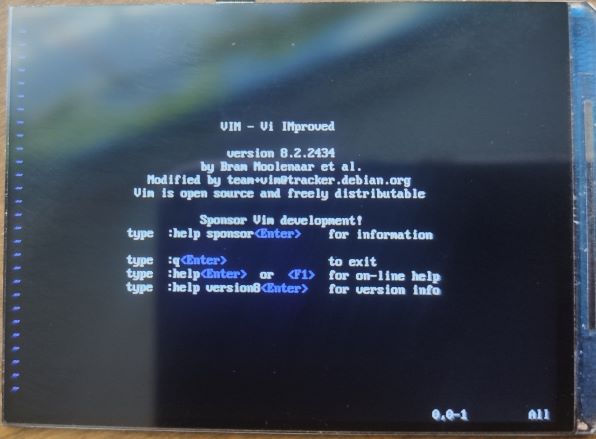 VIM - Vi IMproved
version 8.2.2434
by Bram Moolenaar et al.
Modified by team+vim@tracker.debian.org
Vim is open source and freely distributable
Sponsor Vim development!
type :help sponsor<Enter> for information
type :q<Enter> to exit
type :help<Enter> or <F1> for on-line help
type :help version8<Enter> for version info
0,0-1 All